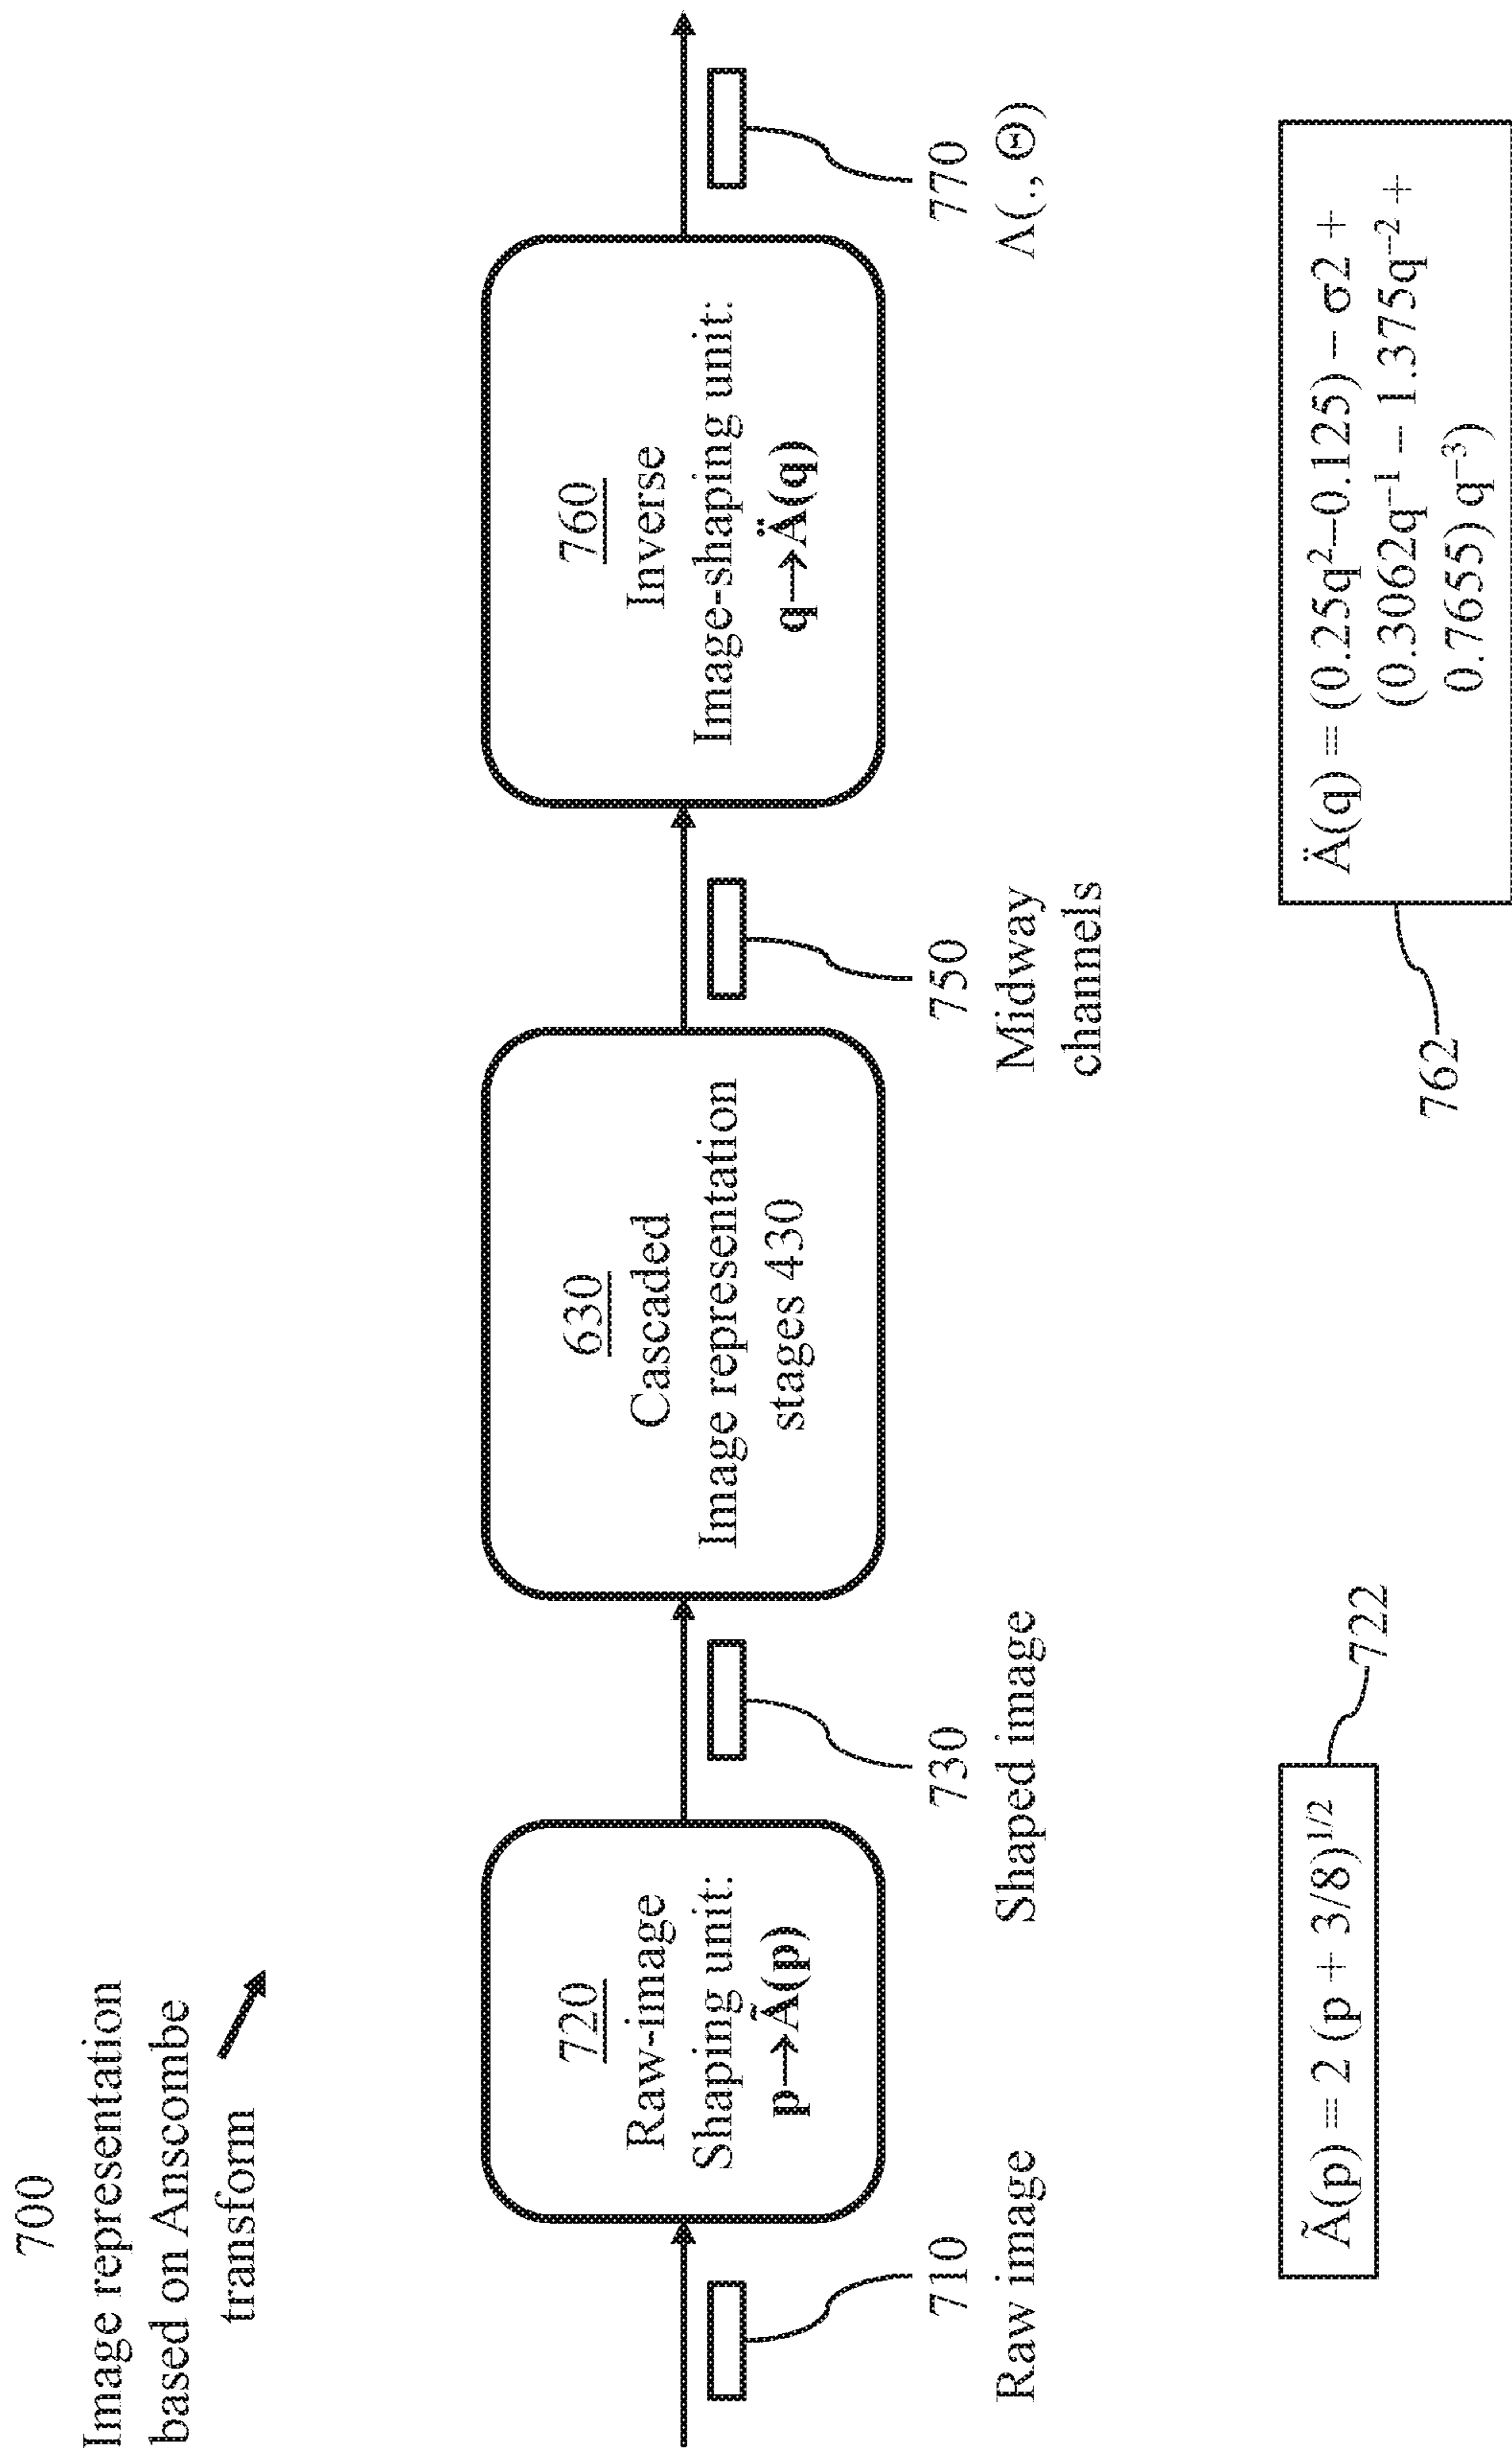 700
Image representation
based on Anscombe
transform
720
Raw-image
Shaping unit:
p→Ã(p)
630
Cascaded
Image representation
stages 430
760
Inverse
Image-shaping unit:
q→Ä(q)
710
Raw image
730
Shaped image
750
Midway
channels
770
Λ(., Θ)
Ã(p) = 2 (p + 3/8)^1/2
722
Ä(q) = (0.25q²–0.125) – σ2 +
(0.3062q⁻¹ – 1.375q⁻² +
0.7655) q⁻³)
762